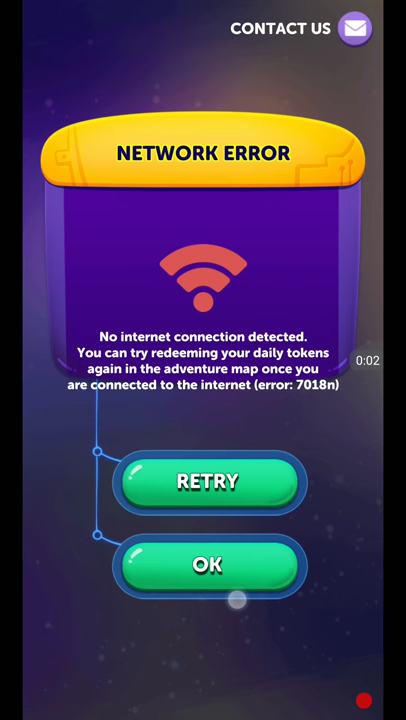 CONTACT US
NETWORK ERROR
No internet connection detected.
You can try redeeming your daily tokens
again in the adventure map once you
are connected to the internet (error: 7018n)
0:02
RETRY
OK